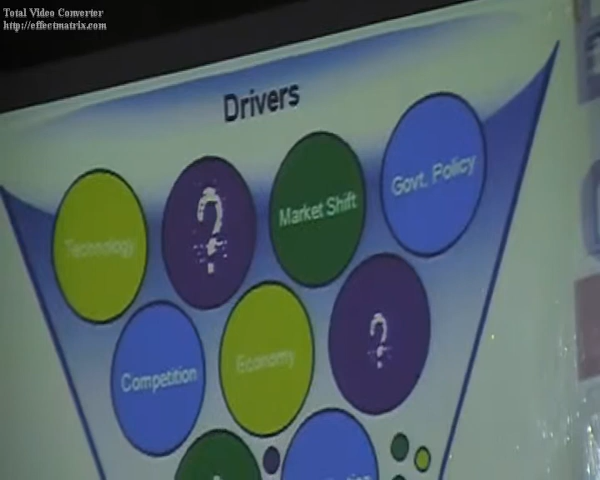 Total Video Converter
http://effectmatrix.com
Drivers
Technology
?
Market Shift
Govt. Policy
Competition
Economy
?